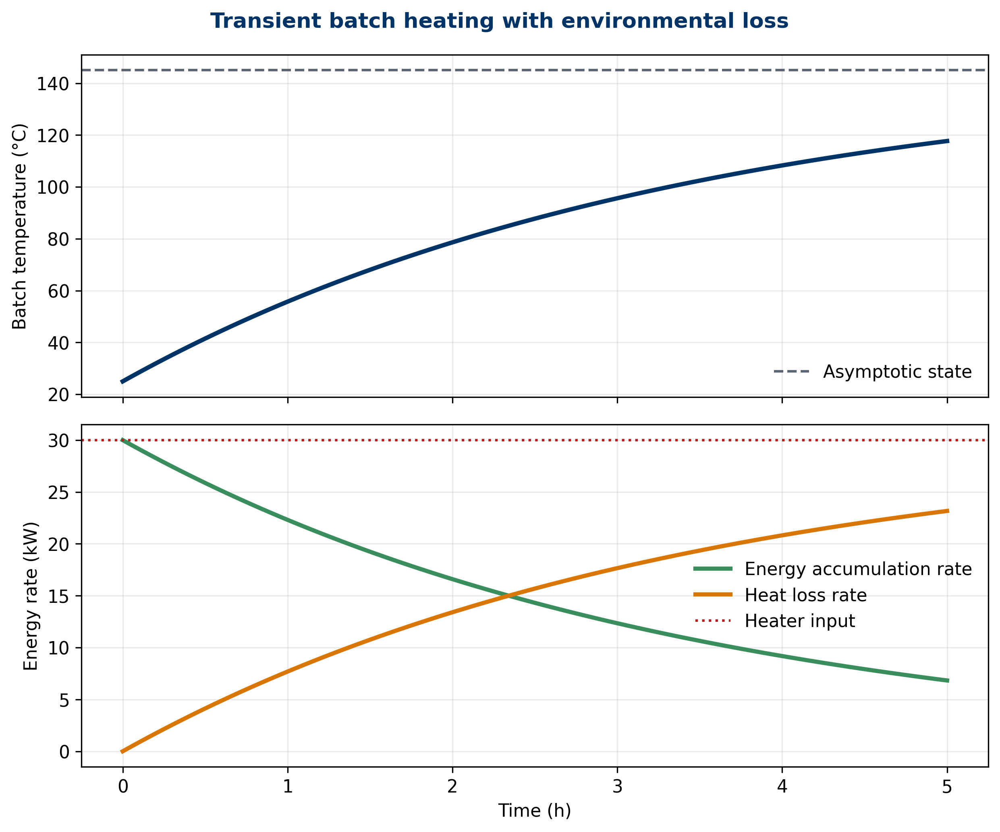 Transient batch heating with environmental loss
Batch temperature (°C)
140
120
100
80
60
40
20
Asymptotic state
Energy rate (kW)
30
25
20
15
10
5
0
Energy accumulation rate
Heat loss rate
Heater input
0 1 2 3 4 5
Time (h)